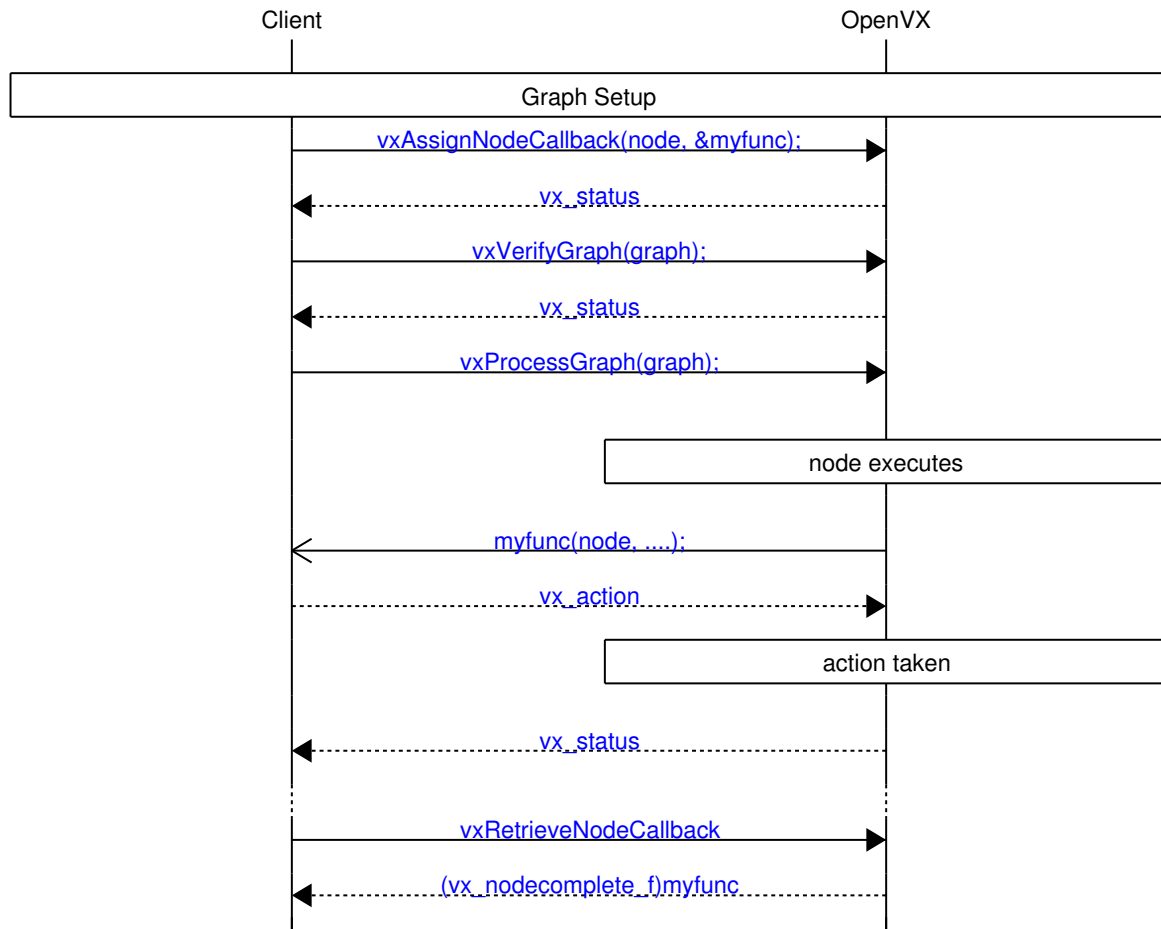 Client
OpenVX
Graph Setup
vxAssignNodeCallback(node, &myfunc);
vx_status
vxVerifyGraph(graph);
vx_status
vxProcessGraph(graph);
node executes
myfunc(node, ....);
vx_action
action taken
vx_status
vxRetrieveNodeCallback
(vx_nodecomplete_f)myfunc